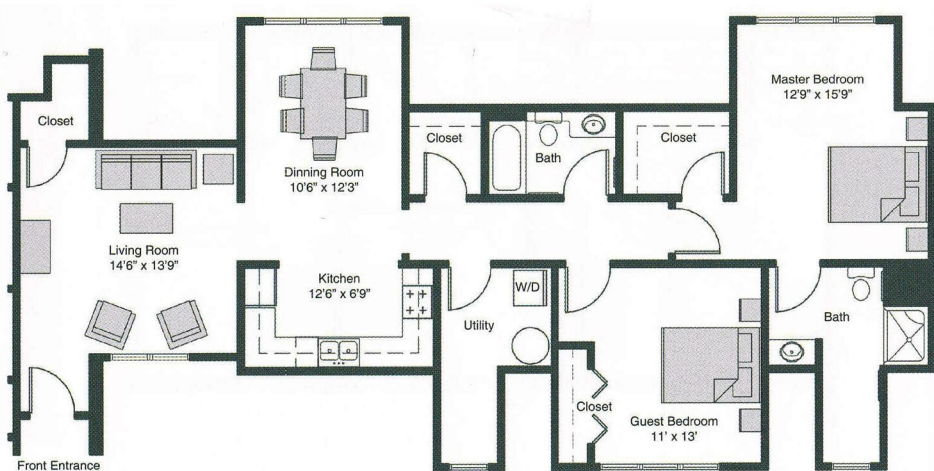 Master Bedroom
12'9" x 15'9"
Closet
Closet
Bath
Closet
Dinning Room
10'6" x 12'3"
Living Room
14'6" x 13'9"
Kitchen
12'6" x 6'9"
W/D
Utility
Bath
Closet
Guest Bedroom
11' x 13'
Front Entrance